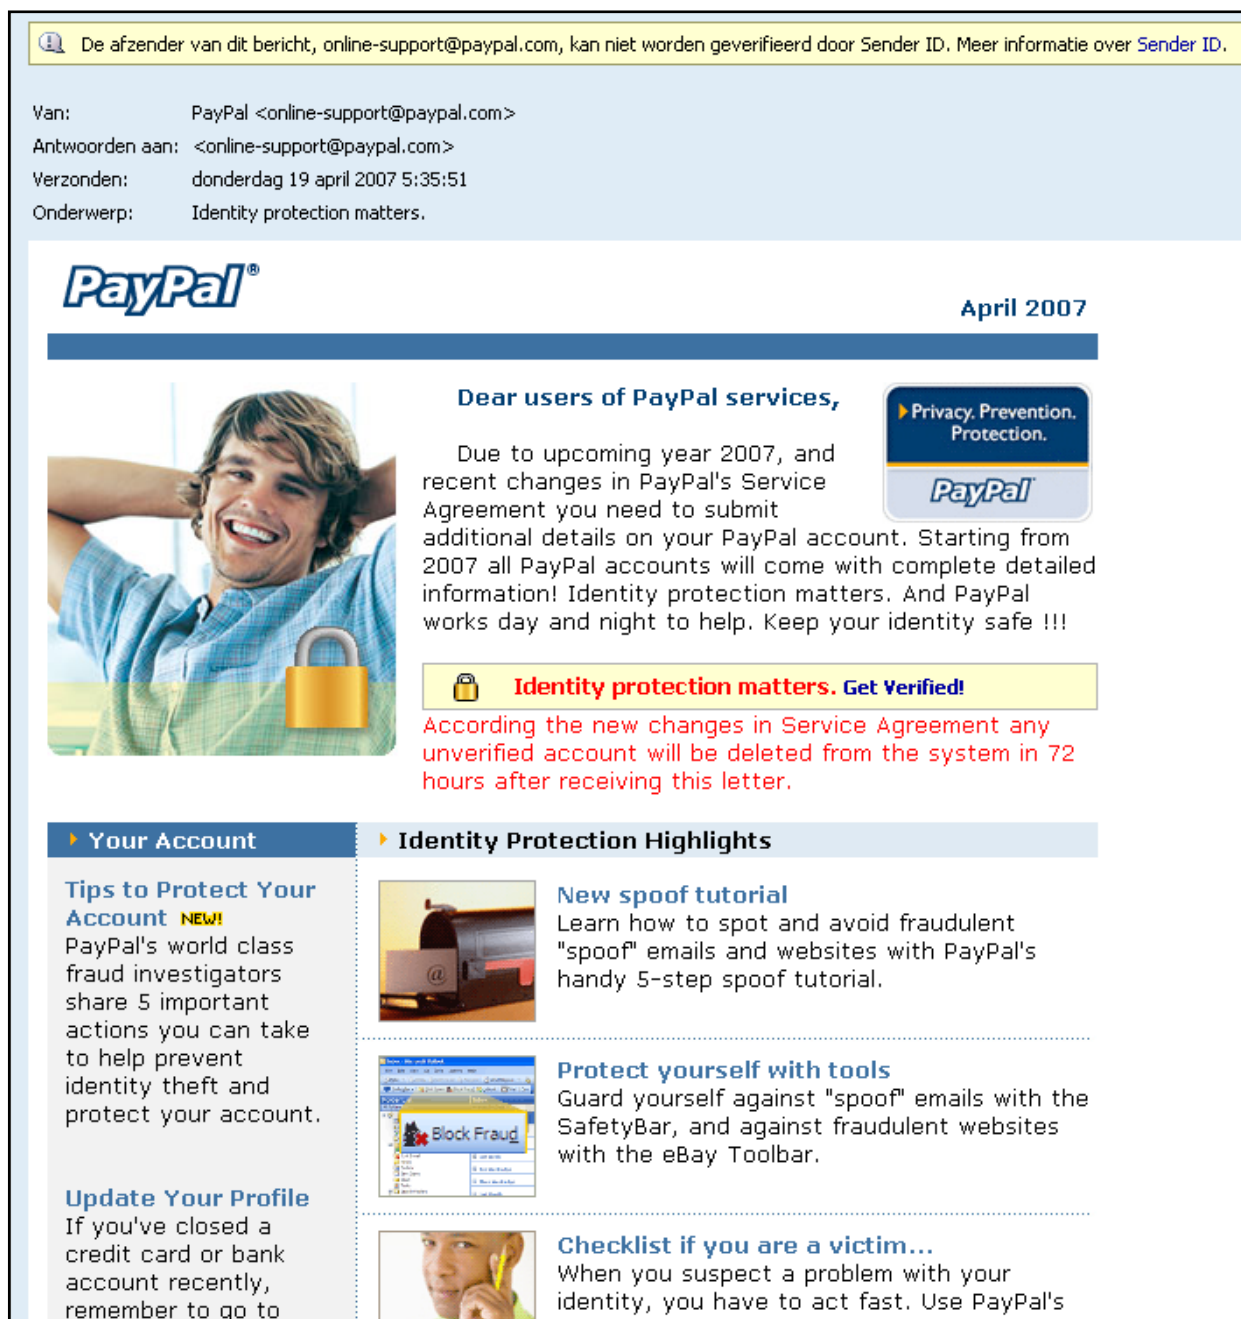 De afzender van dit bericht, online-support@paypal.com, kan niet worden geverifieerd door Sender ID. Meer informatie over Sender ID.
Van: PayPal <online-support@paypal.com>
Antwoorden aan: <online-support@paypal.com>
Verzonden: donderdag 19 april 2007 5:35:51
Onderwerp: Identity protection matters.
PayPal®
April 2007
Dear users of PayPal services,
Due to upcoming year 2007, and
recent changes in PayPal's Service
Agreement you need to submit
additional details on your PayPal account. Starting from
2007 all PayPal accounts will come with complete detailed
information! Identity protection matters. And PayPal
works day and night to help. Keep your identity safe !!!
Privacy. Prevention.
Protection.
PayPal
Identity protection matters. Get Verified!
According the new changes in Service Agreement any
unverified account will be deleted from the system in 72
hours after receiving this letter.
Your Account
Tips to Protect Your
Account NEW!
PayPal's world class
fraud investigators
share 5 important
actions you can take
to help prevent
identity theft and
protect your account.
Update Your Profile
If you've closed a
credit card or bank
account recently,
remember to go to
Identity Protection Highlights
New spoof tutorial
Learn how to spot and avoid fraudulent
"spoof" emails and websites with PayPal's
handy 5-step spoof tutorial.
@
Block Fraud
Protect yourself with tools
Guard yourself against "spoof" emails with the
SafetyBar, and against fraudulent websites
with the eBay Toolbar.
Checklist if you are a victim...
When you suspect a problem with your
identity, you have to act fast. Use PayPal's